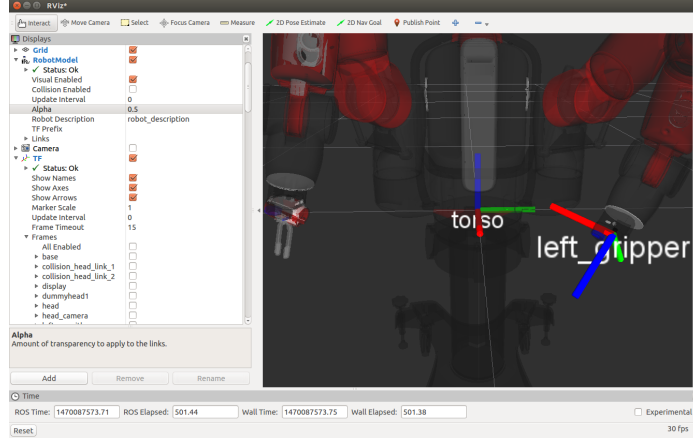 RViz*
Interact Move Camera Select Focus Camera Measure 2D Pose Estimate 2D Nav Goal Publish Point
Displays
Grid
RobotModel
Status: Ok
Visual Enabled
Collision Enabled
Update Interval 0
Alpha 0.5
Robot Description robot_description
TF Prefix
Links
Camera
TF
Status: Ok
Show Names
Show Axes
Show Arrows
Marker Scale 1
Update Interval 0
Frame Timeout 15
Frames
All Enabled
base
collision_head_link_1
collision_head_link_2
display
dummyhead1
head
head_camera
torso
left_gripper
Alpha
Amount of transparency to apply to the links.
Add Remove Rename
Time
ROS Time: 1470087573.71 ROS Elapsed: 501.44 Wall Time: 1470087573.75 Wall Elapsed: 501.38 Experimental
Reset 30 fps